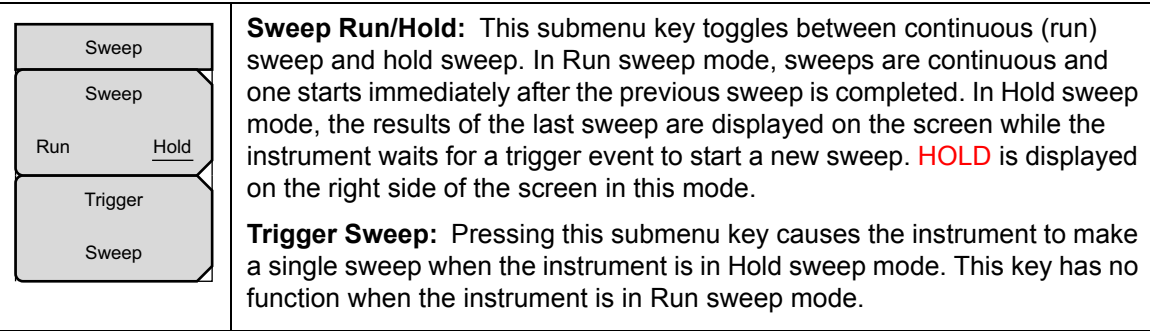 Sweep
Sweep
Run Hold
Trigger
Sweep
Sweep Run/Hold: This submenu key toggles between continuous (run)
sweep and hold sweep. In Run sweep mode, sweeps are continuous and
one starts immediately after the previous sweep is completed. In Hold sweep
mode, the results of the last sweep are displayed on the screen while the
instrument waits for a trigger event to start a new sweep. HOLD is displayed
on the right side of the screen in this mode.
Trigger Sweep: Pressing this submenu key causes the instrument to make
a single sweep when the instrument is in Hold sweep mode. This key has no
function when the instrument is in Run sweep mode.